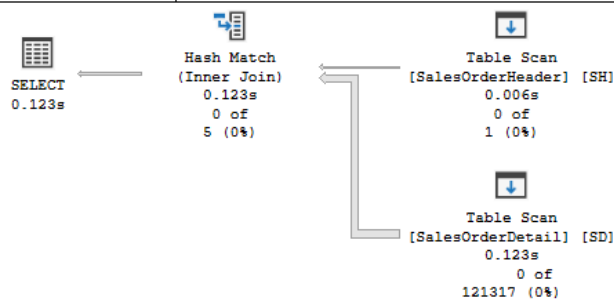 SELECT
0.123s
Hash Match
(Inner Join)
0.123s
0 of
5 (0%)
Table Scan
[SalesOrderHeader] [SH]
0.006s
0 of
1 (0%)
Table Scan
[SalesOrderDetail] [SD]
0.123s
0 of
121317 (0%)